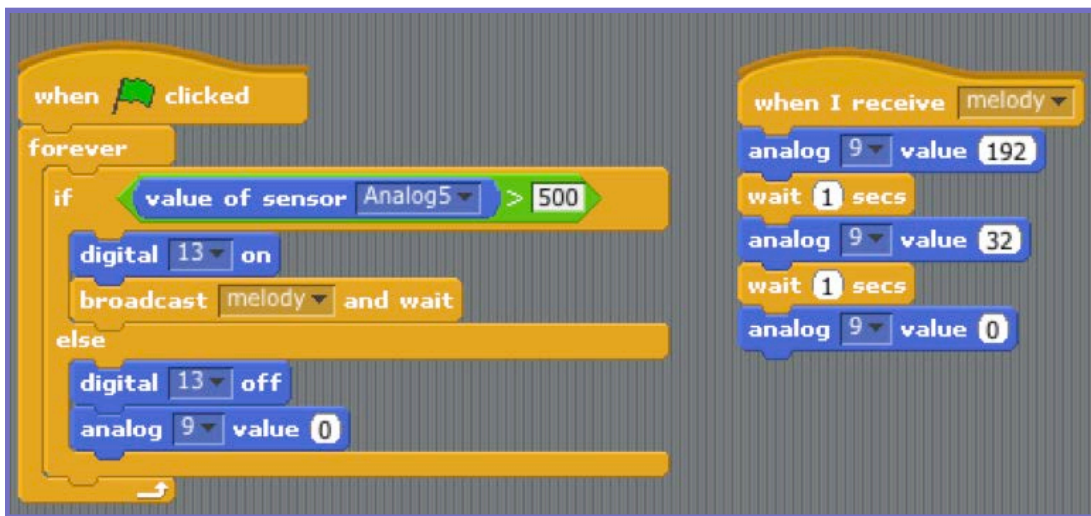 when clicked
forever
if value of sensor Analog5 > 500
digital 13 on
broadcast melody and wait
else
digital 13 off
analog 9 value 0
when I receive melody
analog 9 value 192
wait 1 secs
analog 9 value 32
wait 1 secs
analog 9 value 0